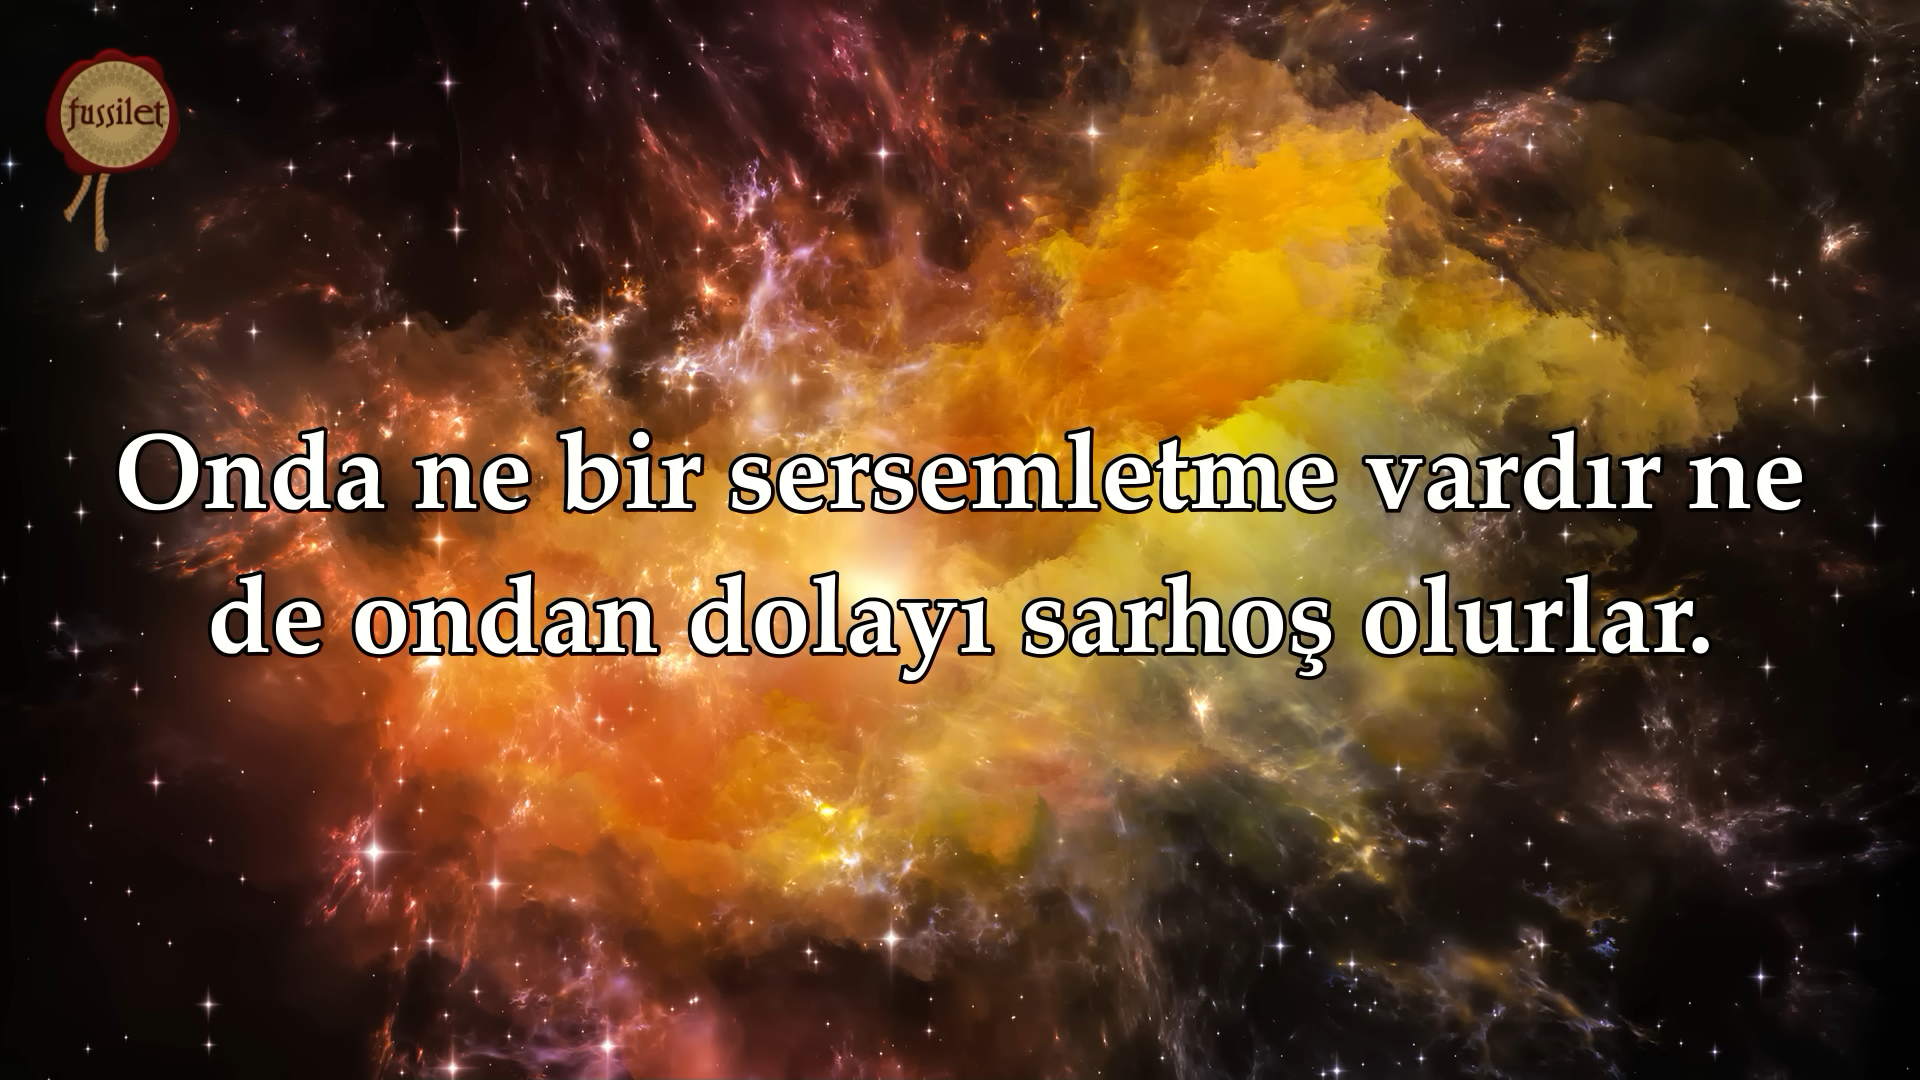 fussilet
Onda ne bir sersemletme vardır ne
de ondan dolayı sarhoş olurlar.